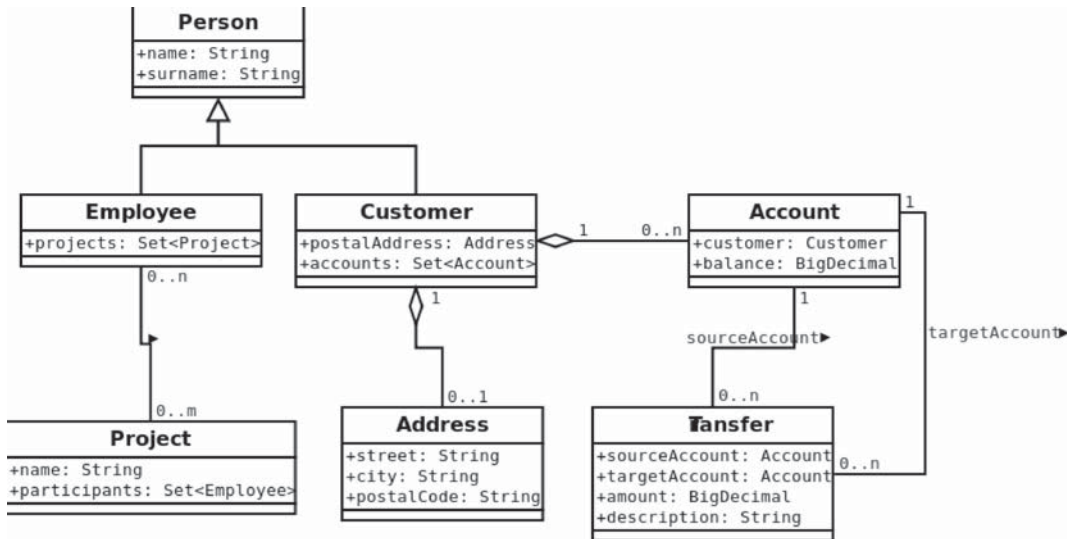 Person
+name: String
+surname: String
Employee
+projects: Set<Project>
Customer
+postalAddress: Address
+accounts: Set<Account>
Account
+customer: Customer
+balance: BigDecimal
1
0..n
1
0..n
1
1
sourceAccount
targetAccount
0..m
0..1
0..n
Project
+name: String
+participants: Set<Employee>
Address
+street: String
+city: String
+postalCode: String
Tansfer
+sourceAccount: Account
+targetAccount: Account
+amount: BigDecimal
+description: String
0..n